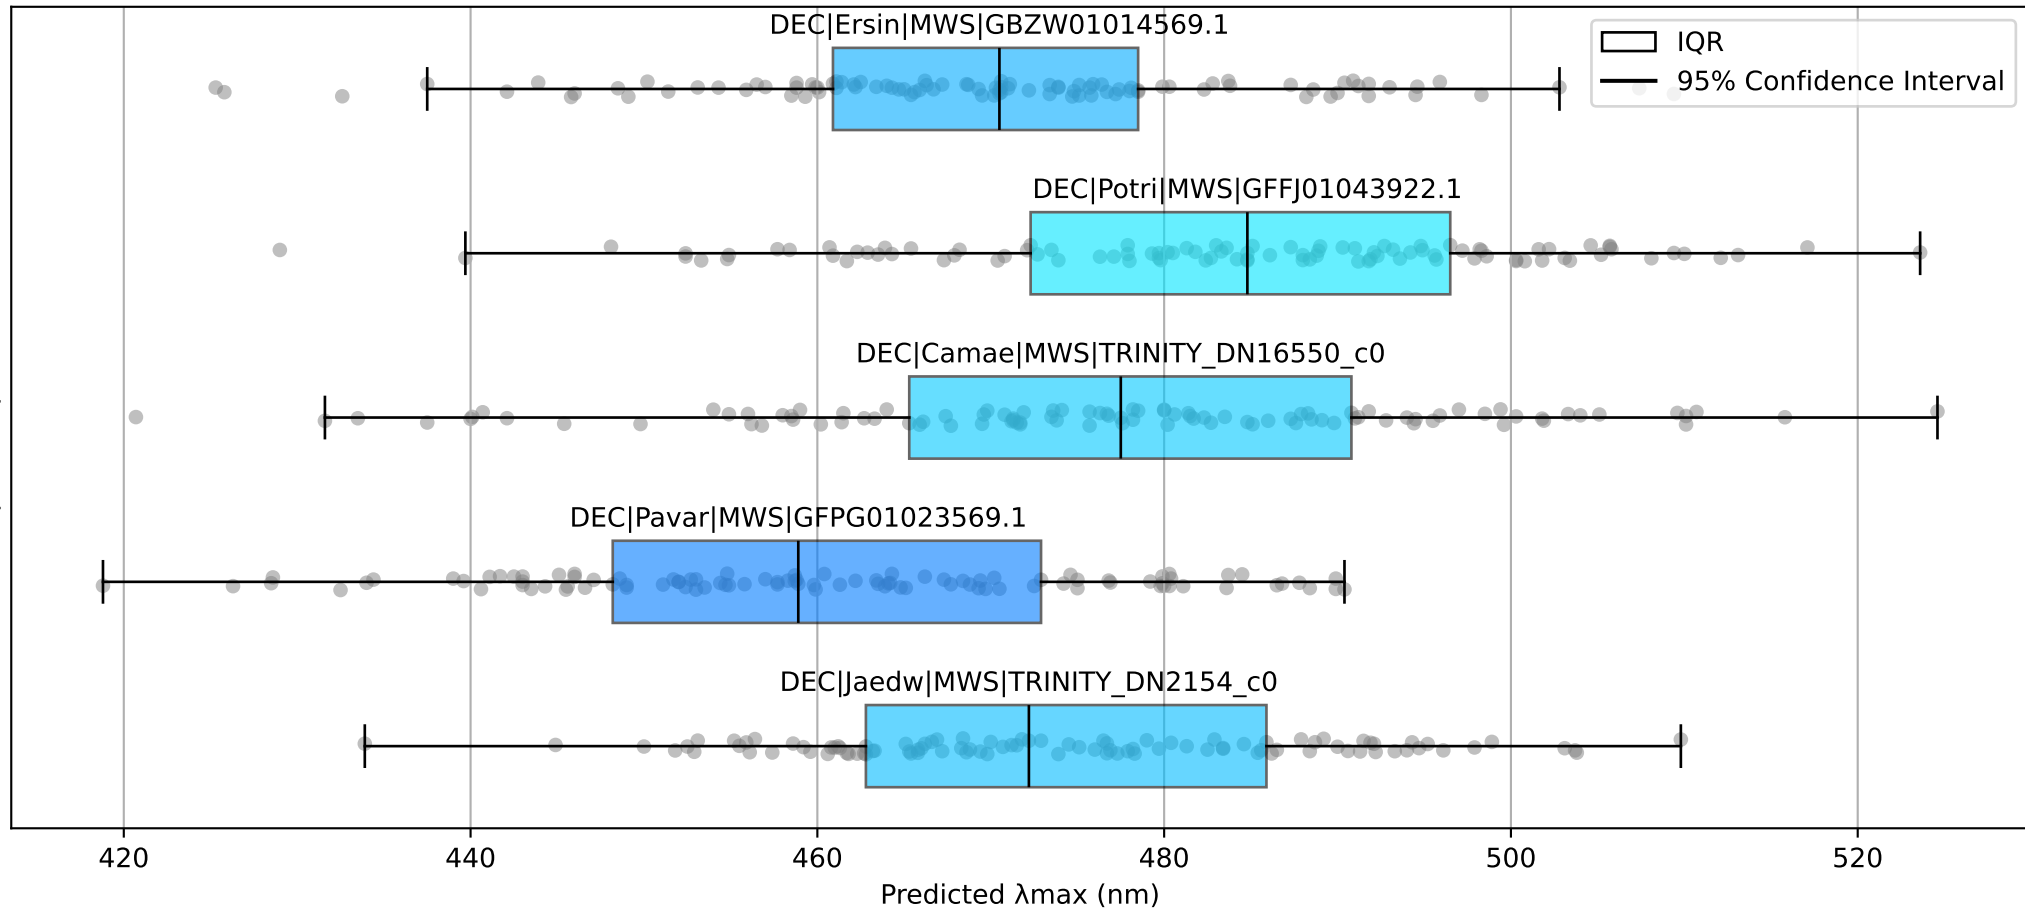 DEC|Ersin|MWS|GBZW01014569.1
IQR
95% Confidence Interval
DEC|Potri|MWS|GFFJ01043922.1
DEC|Camae|MWS|TRINITY_DN16550_c0
DEC|Pavar|MWS|GFPG01023569.1
DEC|Jaedw|MWS|TRINITY_DN2154_c0
420 440 460 480 500 520
Predicted λmax (nm)